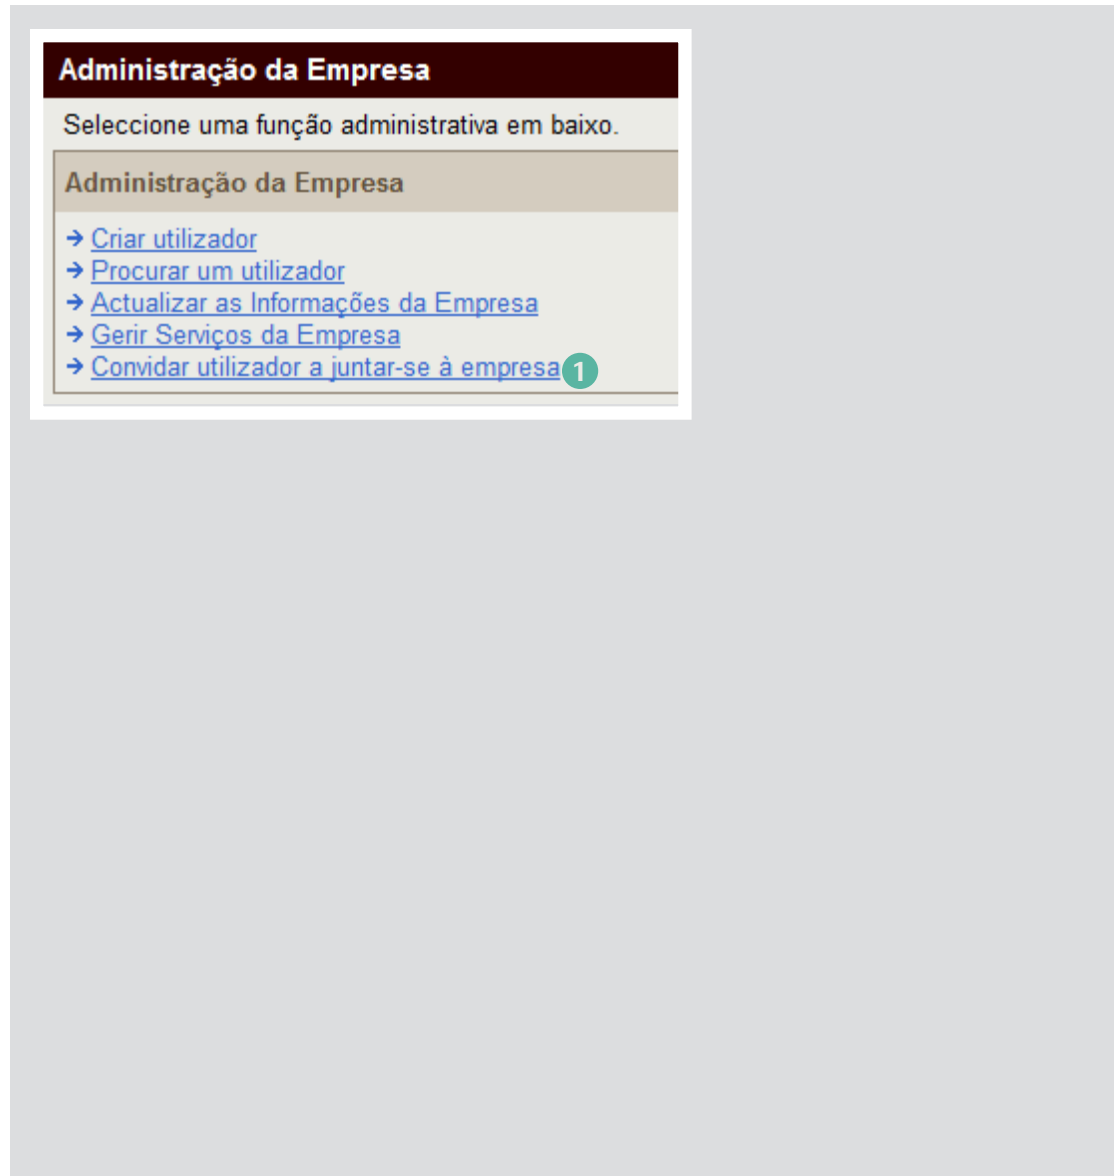 Administração da Empresa
Seleccione uma função administrativa em baixo.
Administração da Empresa
→ Criar utilizador
→ Procurar um utilizador
→ Actualizar as Informações da Empresa
→ Gerir Serviços da Empresa
→ Convidar utilizador a juntar-se à empresa 1